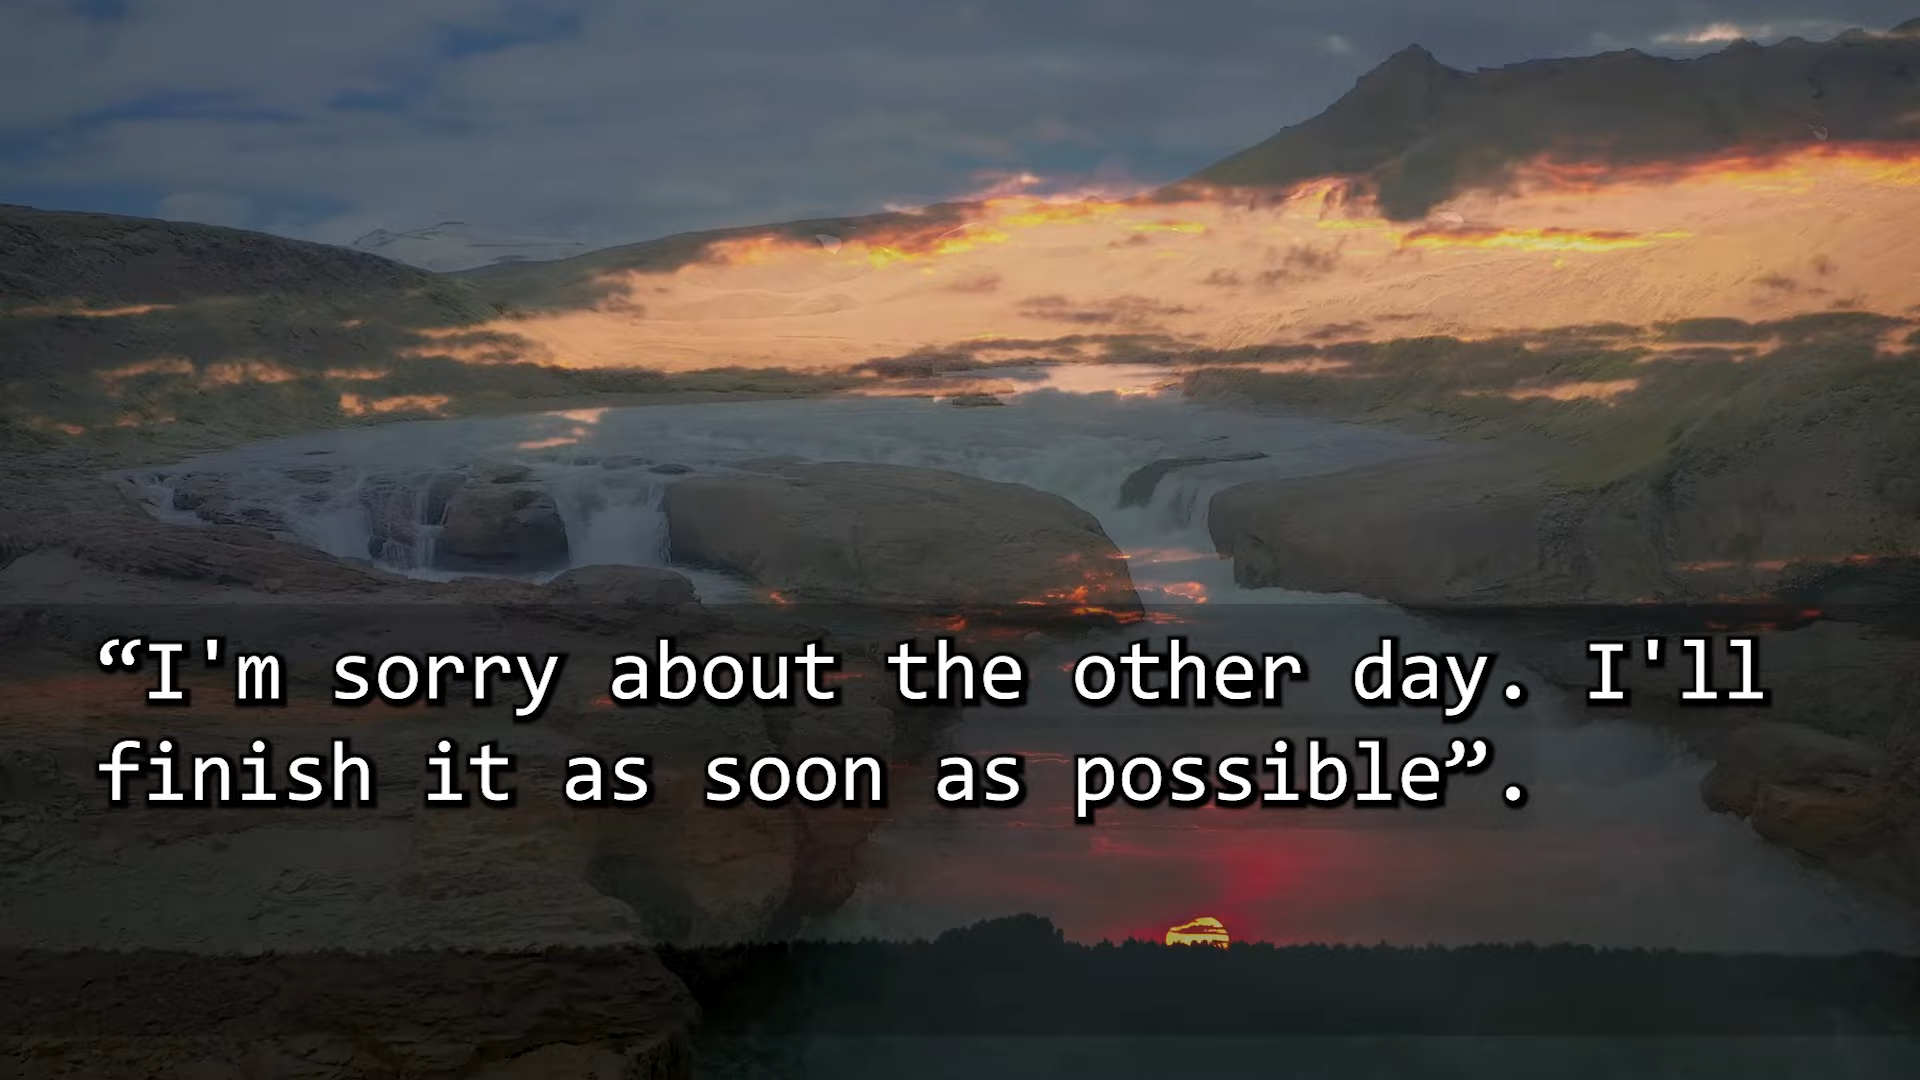 “I'm sorry about the other day. I'll
finish it as soon as possible”.